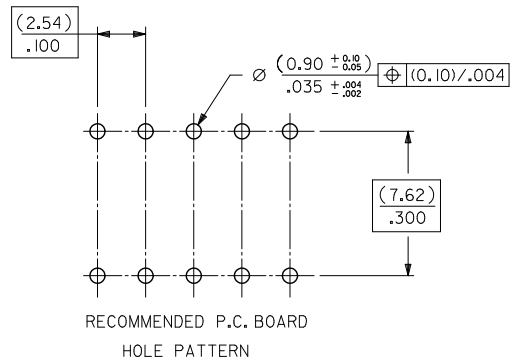 (2.54)
.100
⌀ (0.90 +0.10 -0.05)
.035 +.004 -.002
⌖ (0.10)/.004
(7.62)
.300
RECOMMENDED P.C. BOARD
HOLE PATTERN